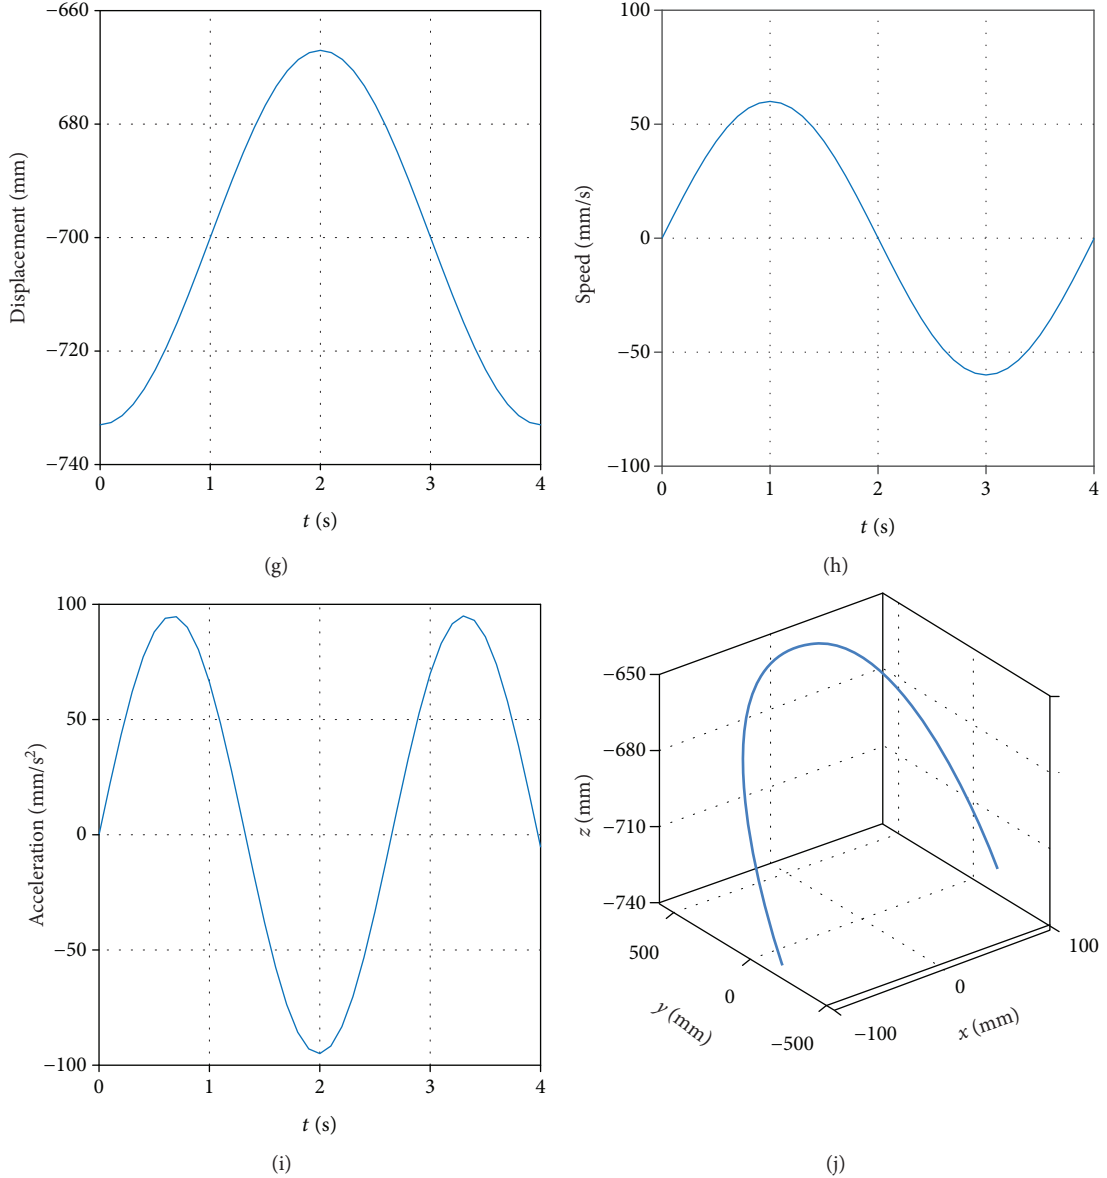 −660
680
−700
−720
−740
0 1 2 3 4
Displacement (mm)
t (s)
(g)
100
50
0
−50
−100
0 1 2 3 4
Speed (mm/s)
t (s)
(h)
100
50
0
−50
−100
0 1 2 3 4
Acceleration (mm/s²)
t (s)
(i)
−650
−680
−710
−740
z (mm)
500
0
−500
y (mm)
−100
0
100
x (mm)
(j)